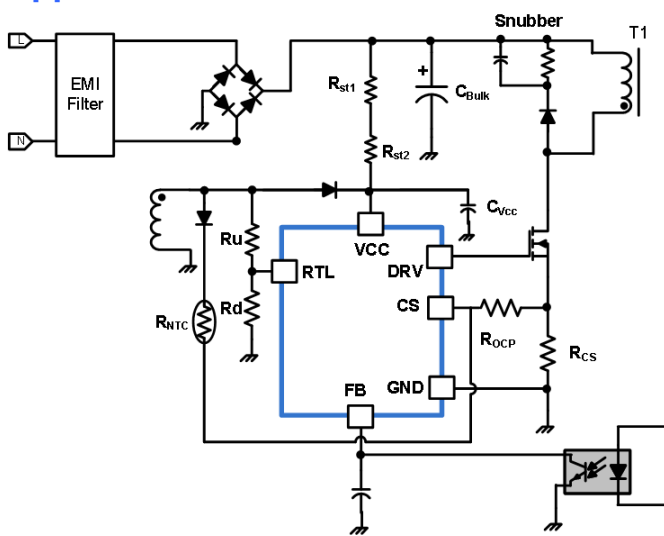 Snubber
T1
L
EMI
Filter
Rst1
+
CBulk
N
Rst2
CVcc
Ru
VCC
RTL
DRV
CS
Rd
RNTC
ROCP
RCS
FB
GND